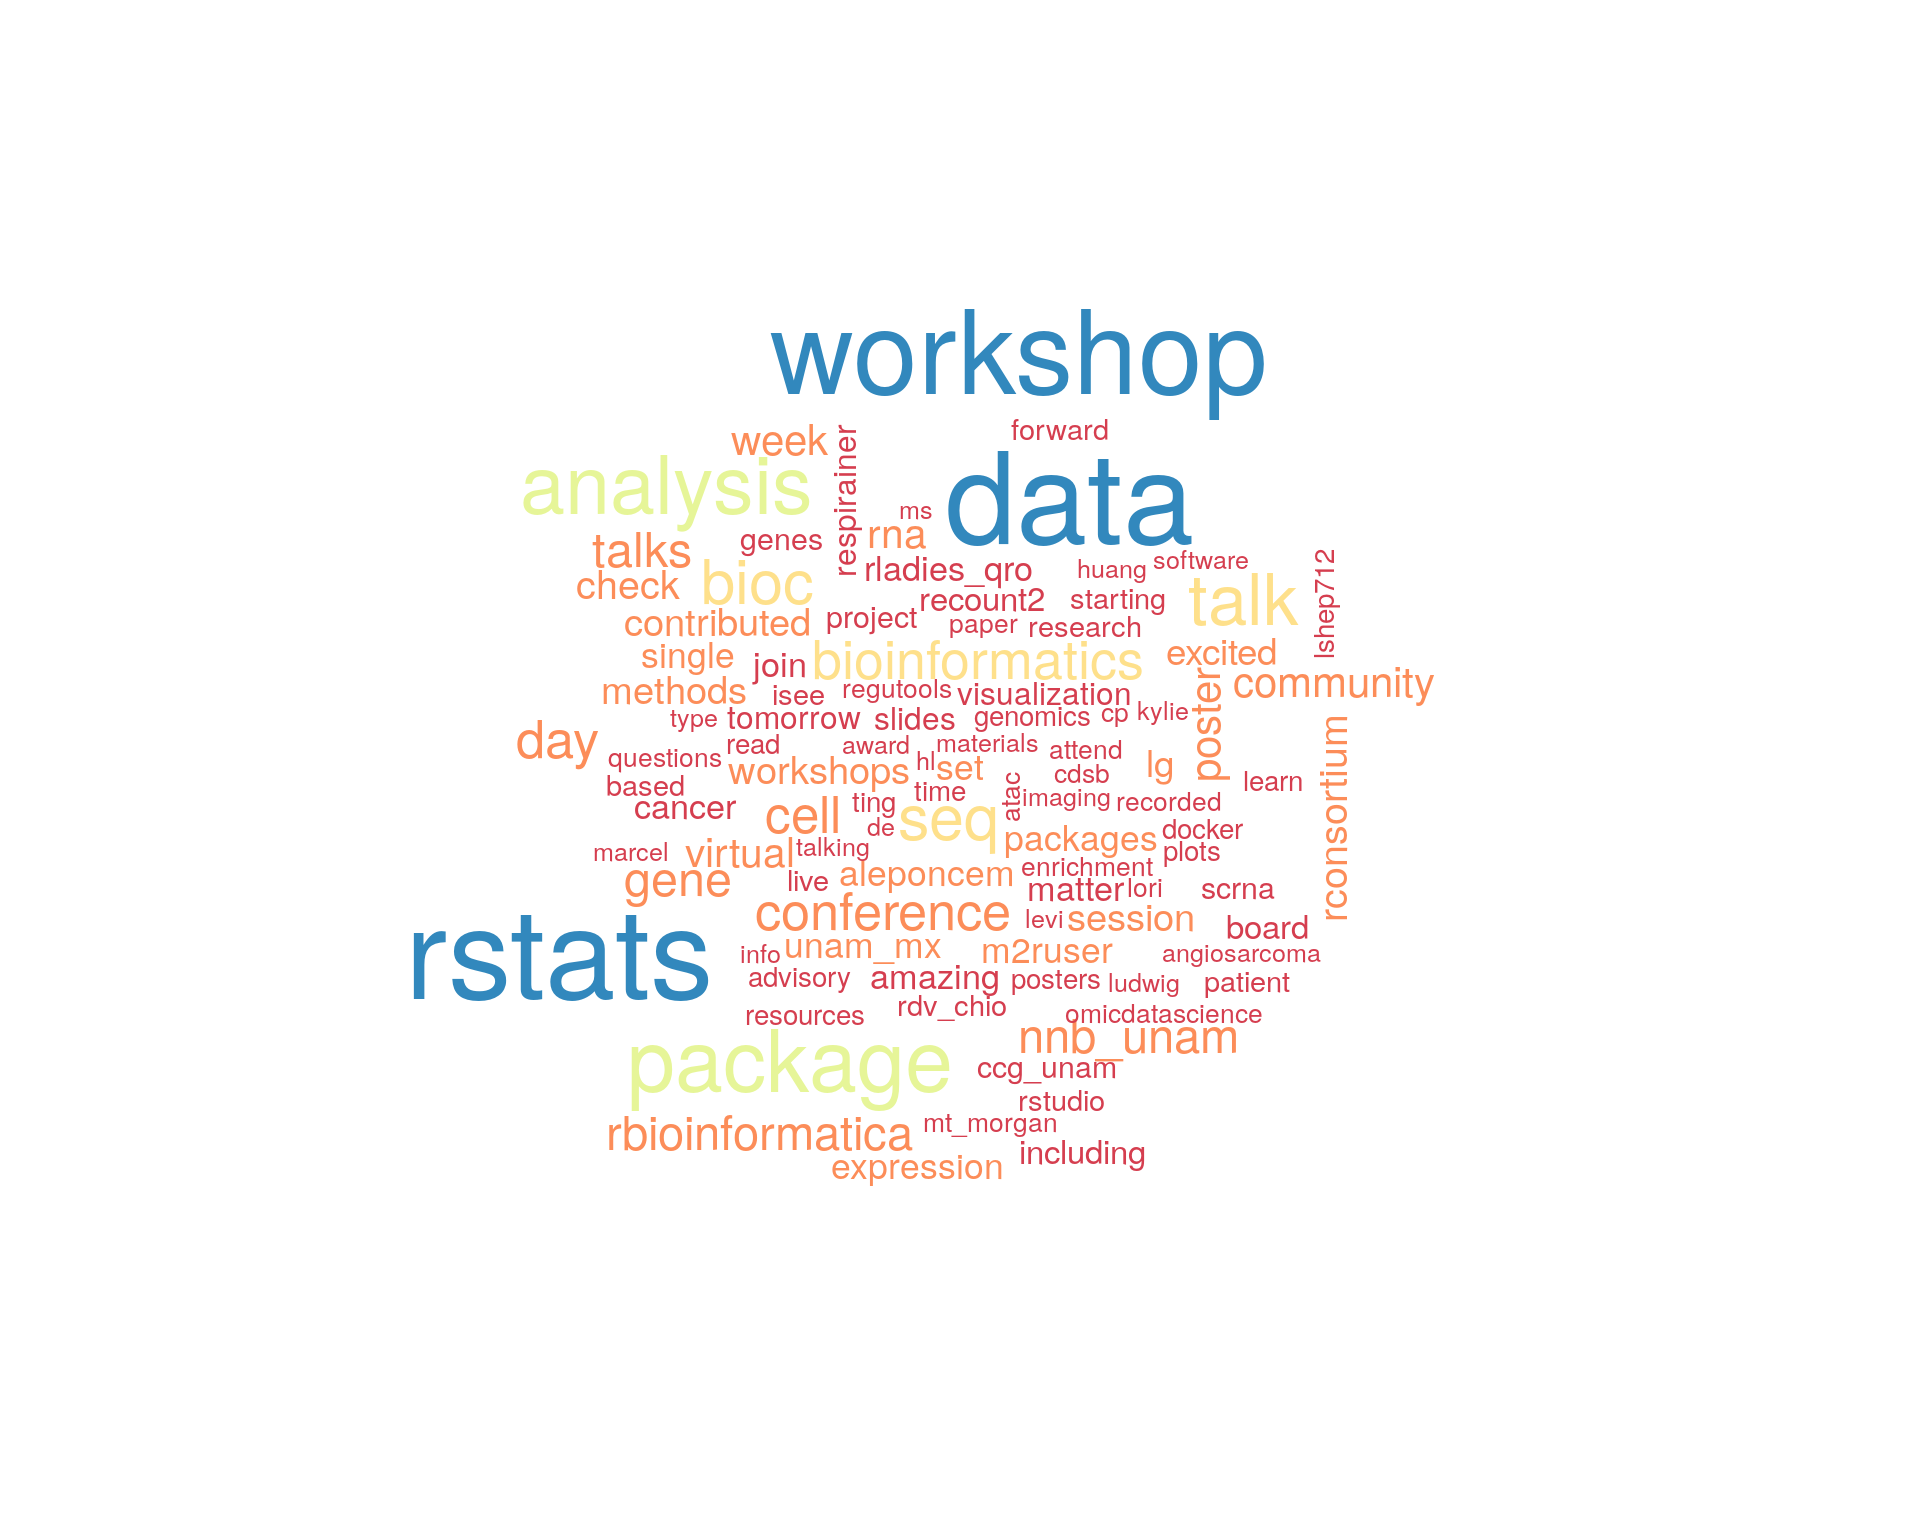 workshop
forward
week
respirainer
analysis
data
ms
rna
talks
genes
rladies_qro
huang
software
lshep712
check
bioc
talk
recount2
starting
contributed
project
paper
research
single
join
bioinformatics
excited
community
methods
isee
regutools
visualization
poster
type
tomorrow
slides
genomics
cp
kylie
rconsortium
day
read
award
materials
attend
questions
workshops
hl
set
cdsb
lg
based
time
atac
imaging
recorded
learn
cancer
cell
ting
seq
de
packages
docker
marcel
virtual
talking
plots
gene
live
aleponcem
enrichment
matter
lori
scrna
conference
levi
session
board
rstats
info
unam_mx
m2ruser
angiosarcoma
advisory
amazing
posters
ludwig
patient
resources
rdv_chio
omicdatascience
nnb_unam
package
ccg_unam
rstudio
rbioinformatica
mt_morgan
including
expression